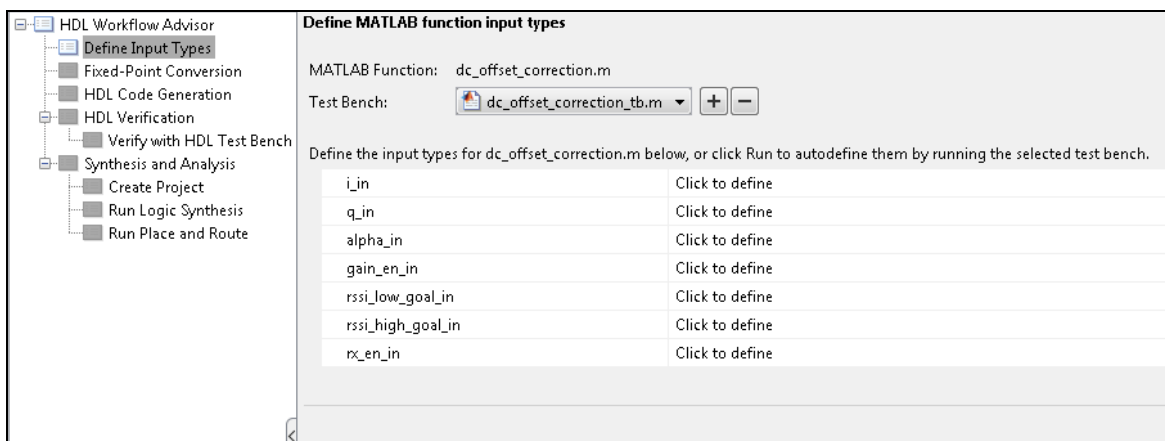 HDL Workflow Advisor
Define Input Types
Fixed-Point Conversion
HDL Code Generation
HDL Verification
Verify with HDL Test Bench
Synthesis and Analysis
Create Project
Run Logic Synthesis
Run Place and Route
Define MATLAB function input types
MATLAB Function: dc_offset_correction.m
Test Bench: dc_offset_correction_tb.m
Define the input types for dc_offset_correction.m below, or click Run to autodefine them by running the selected test bench.
i_in Click to define
q_in Click to define
alpha_in Click to define
gain_en_in Click to define
rssi_low_goal_in Click to define
rssi_high_goal_in Click to define
rx_en_in Click to define